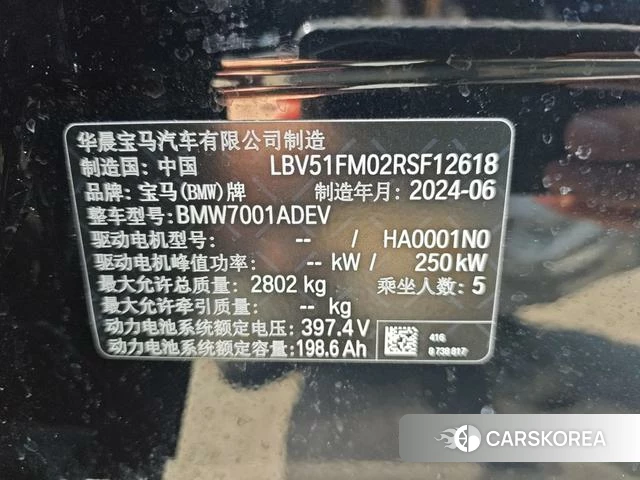 华晨宝马汽车有限公司制造
制造国: 中国 LBV51FM02RSF12618
品牌: 宝马(BMW)牌 制造年月: 2024-06
整车型号: BMW7001ADEV
驱动电机型号: -- / HA0001N0
驱动电机峰值功率: -- kW / 250 kW
最大允许总质量: 2802 kg 乘坐人数: 5
最大允许牵引质量: -- kg
动力电池系统额定电压: 397.4 V
动力电池系统额定容量: 198.6 Ah
416
8 738 817
CARSKOREA